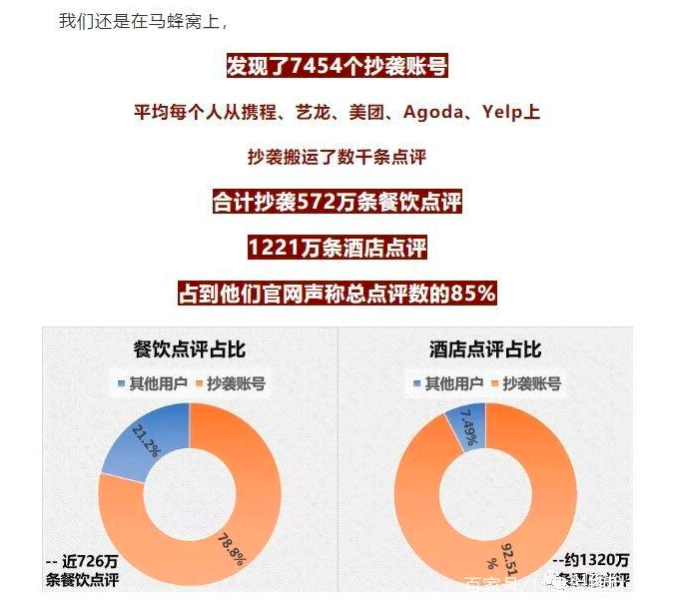 我们还是在马蜂窝上，
发现了7454个抄袭账号
平均每个人从携程、艺龙、美团、Agoda、Yelp上
抄袭搬运了数千条点评
合计抄袭572万条餐饮点评
1221万条酒店点评
占到他们官网声称总点评数的85%
餐饮点评占比
其他用户 抄袭账号
21.2%
78.8%
-- 近726万
条餐饮点评
酒店点评占比
其他用户 抄袭账号
7.49%
92.51
%
--约1320万
百家号/